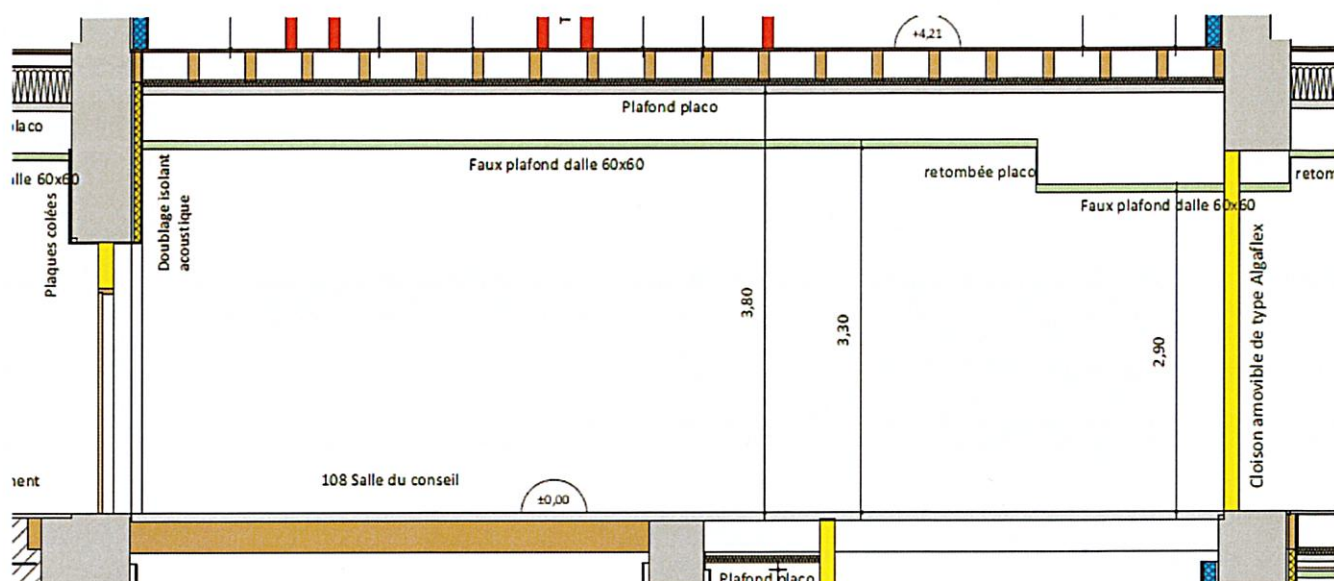 +4,21
Plafond placo
laco
Faux plafond dalle 60x60
retombée placo
lle 60x60
retom
Faux plafond dalle 60x60
Plaques colées
Doublage isolant
acoustique
3,80
3,30
2,90
Cloison amovible de type Algaflex
108 Salle du conseil
±0,00
nent
Plafond placo